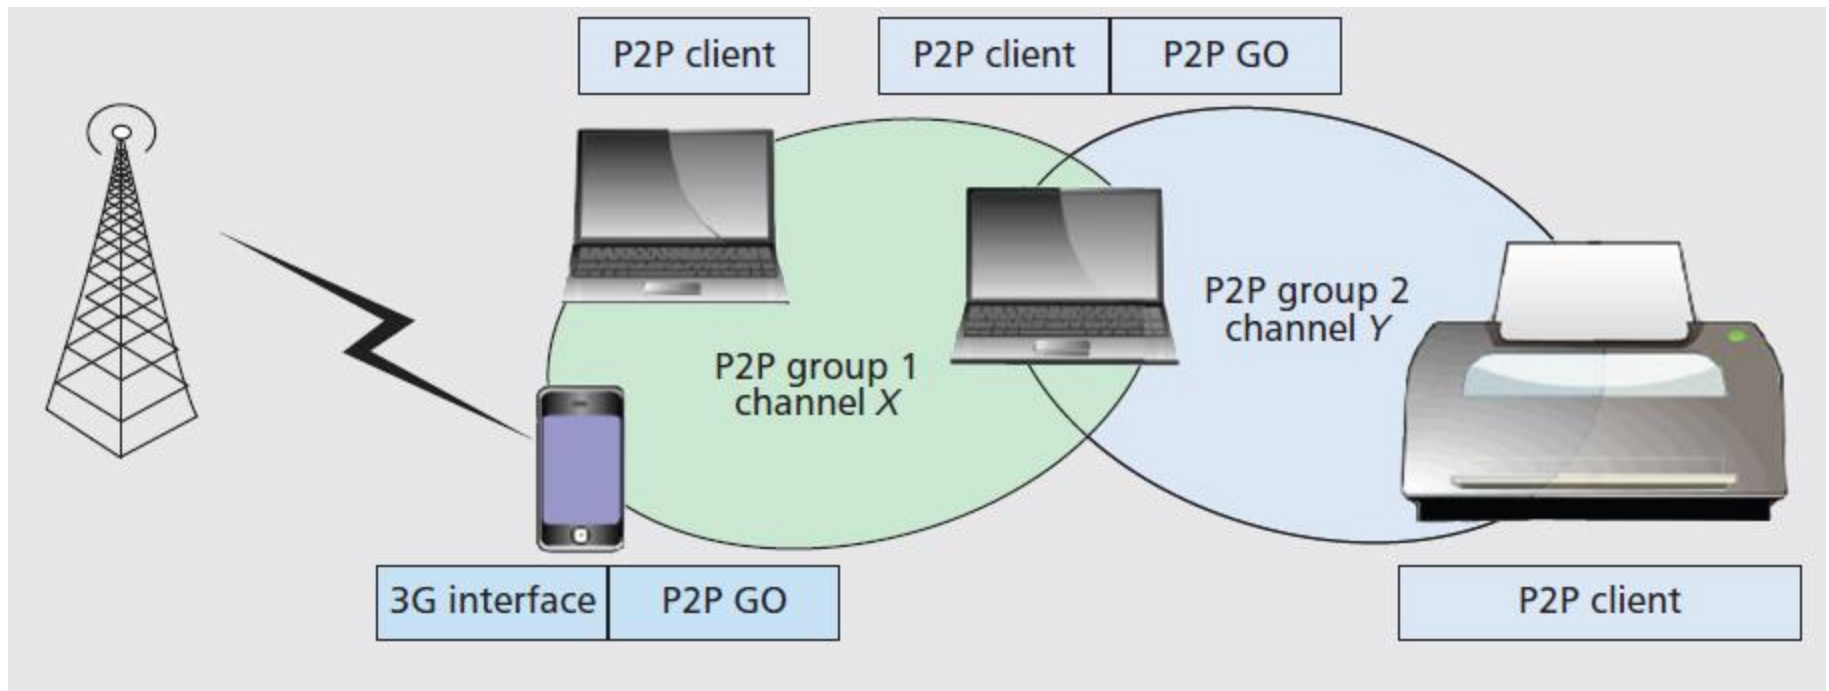 P2P client
P2P client
P2P GO
P2P group 2
channel Y
P2P group 1
channel X
3G interface
P2P GO
P2P client